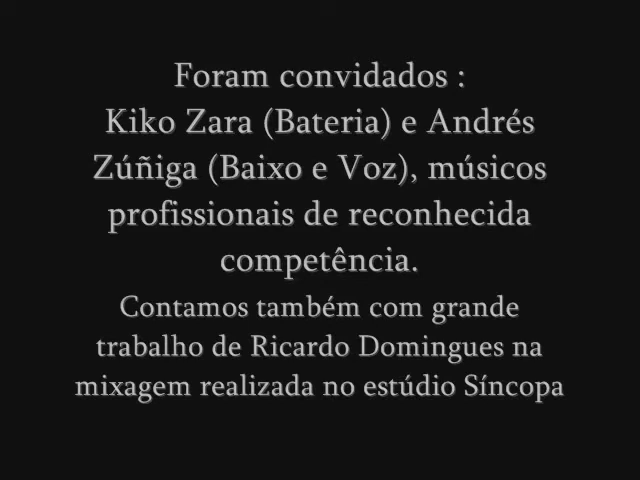 Foram convidados :
Kiko Zara (Bateria) e Andrés
Zúñiga (Baixo e Voz), músicos
profissionais de reconhecida
competência.
Contamos também com grande
trabalho de Ricardo Domingues na
mixagem realizada no estúdio Síncopa